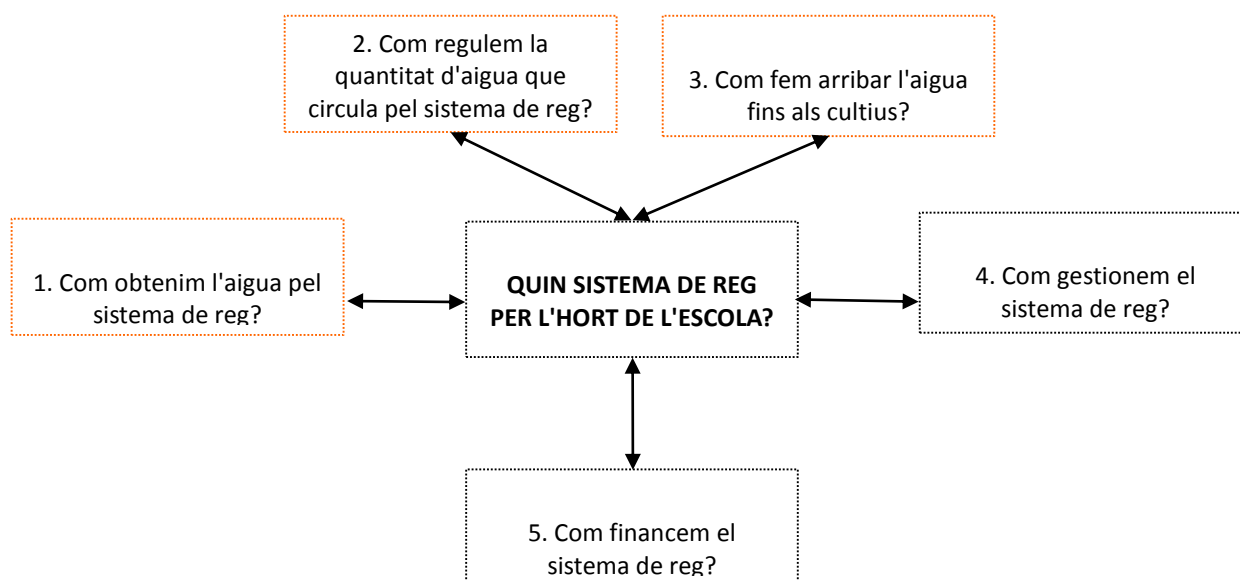 2. Com regulem la
quantitat d'aigua que
circula pel sistema de reg?
3. Com fem arribar l'aigua
fins als cultius?
1. Com obtenim l'aigua pel
sistema de reg?
QUIN SISTEMA DE REG
PER L'HORT DE L'ESCOLA?
4. Com gestionem el
sistema de reg?
5. Com financem el
sistema de reg?